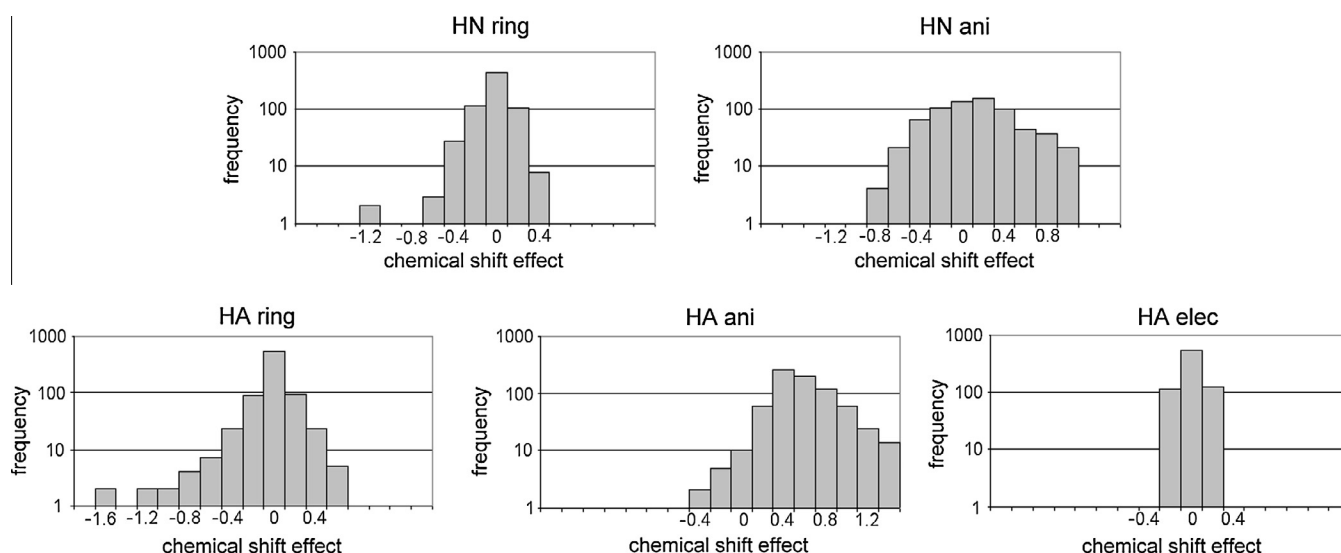 HN ring
1000
100
10
1
frequency
-1.2 -0.8 -0.4 0 0.4
chemical shift effect
HN ani
1000
100
10
1
frequency
-1.2 -0.8 -0.4 0 0.4 0.8
chemical shift effect
HA ring
1000
100
10
1
frequency
-1.6 -1.2 -0.8 -0.4 0 0.4
chemical shift effect
HA ani
1000
100
10
1
frequency
-0.4 0 0.4 0.8 1.2
chemical shift effect
HA elec
1000
100
10
1
frequency
-0.4 0 0.4
chemical shift effect